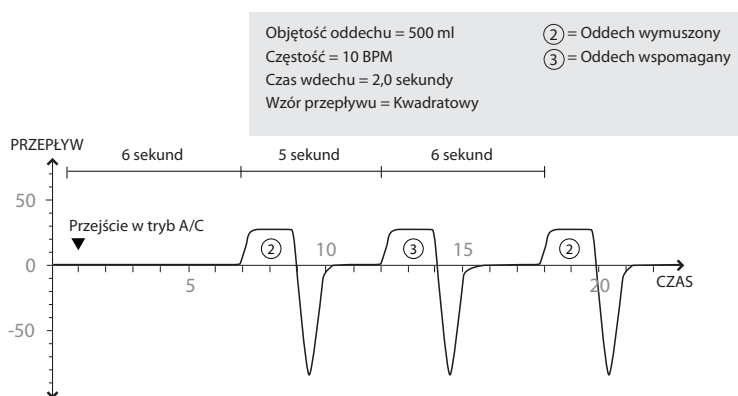 Objętość oddechu = 500 ml
Częstość = 10 BPM
Czas wdechu = 2,0 sekundy
Wzór przepływu = Kwadratowy
2 = Oddech wymuszony
3 = Oddech wspomagany
PRZEPŁYW
6 sekund 5 sekund 6 sekund
50
Przejście w tryb A/C
2 10 3 15 2
0
5 20 CZAS
-50